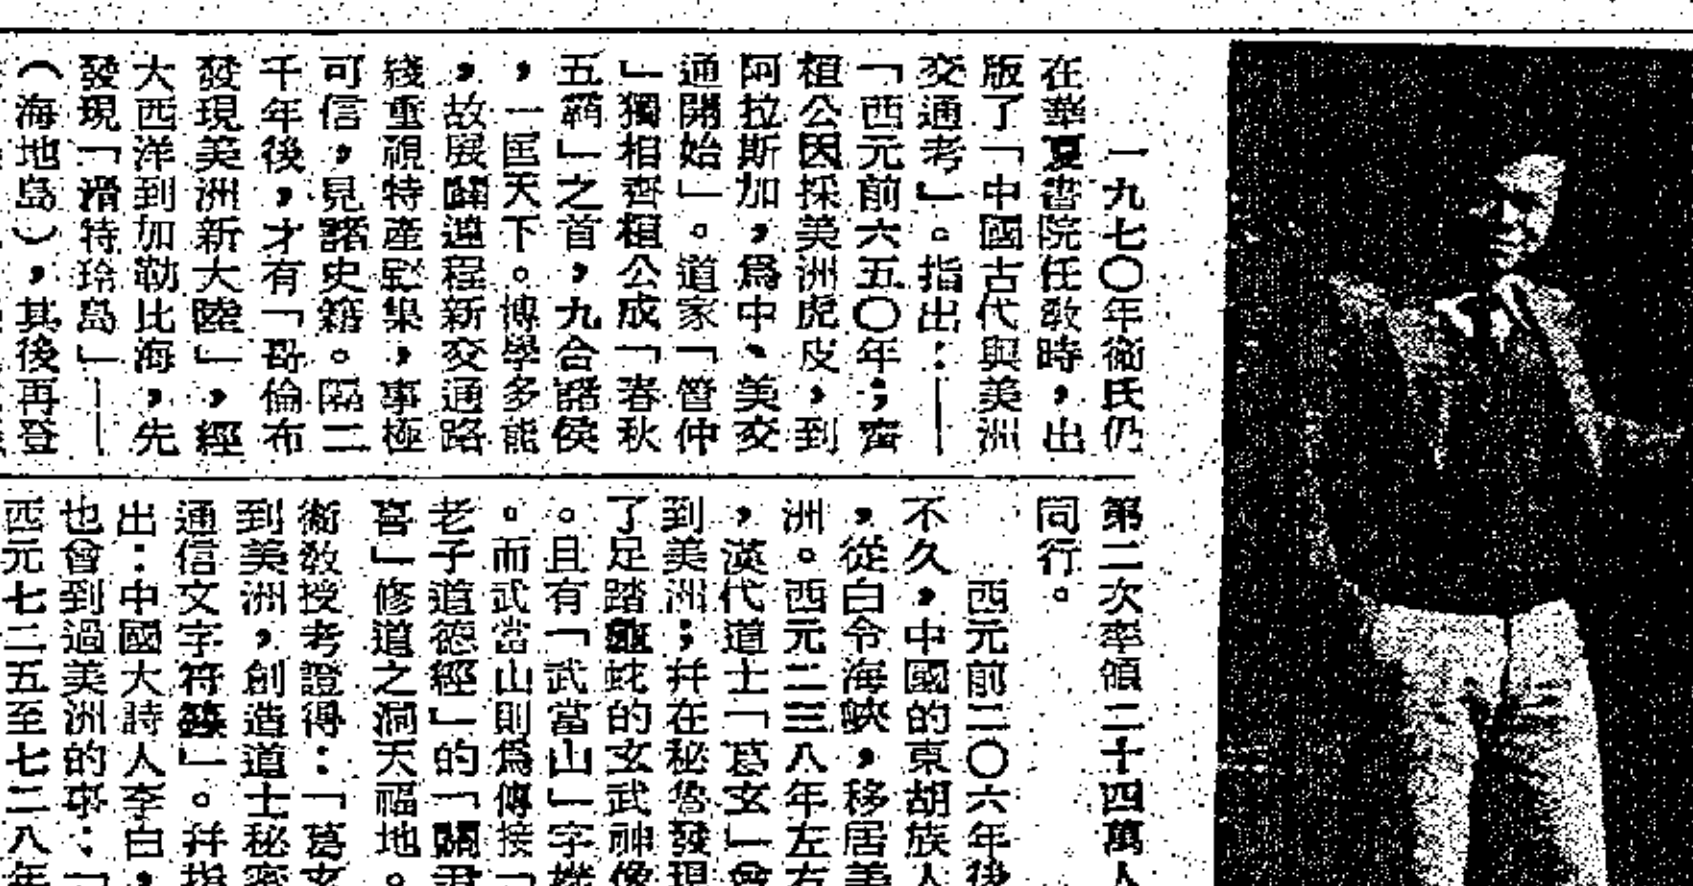 一九七〇年衛氏仍
在華夏書院任敎時，出
版了「中國古代與美洲
交通考」。指出：—
「西元前六五〇年；齊
桓公因採美洲虎皮，到
阿拉斯加，爲中、美交
通開始」。道家「管仲
」獨相齊桓公成「春秋
五霸」之首，九合諸侯
，一匡天下。博學多能
，故展闢遠程新交通路
綫重視特產堅果，事極
可信，見諸史籍。隔二
千年後，才有「哥倫布
發現美洲新大陸」，經
大西洋到加勒比海，先
發現「滑特玲島」—
（海地島），其後再登
第二次率領二十四萬人
同行。
西元前二〇六年後
不久，中國的東胡族人
，從白令海峽，移居美
洲。西元二三八年左右
，漢代道士「葛玄」曾
到美洲；幷在秘魯發現
了足踏龜蛇的玄武神像
。且有「武當山」字樣
。而武當山則爲傳接「
老子道德經」的「關尹
喜」修道之洞天福地。
衞敎授考證得：「葛玄
到美洲，創造道士秘密
通信文字符籙」。幷指
出：中國大詩人李白，
也曾到過美洲的事：「
西元七二五至七二八年